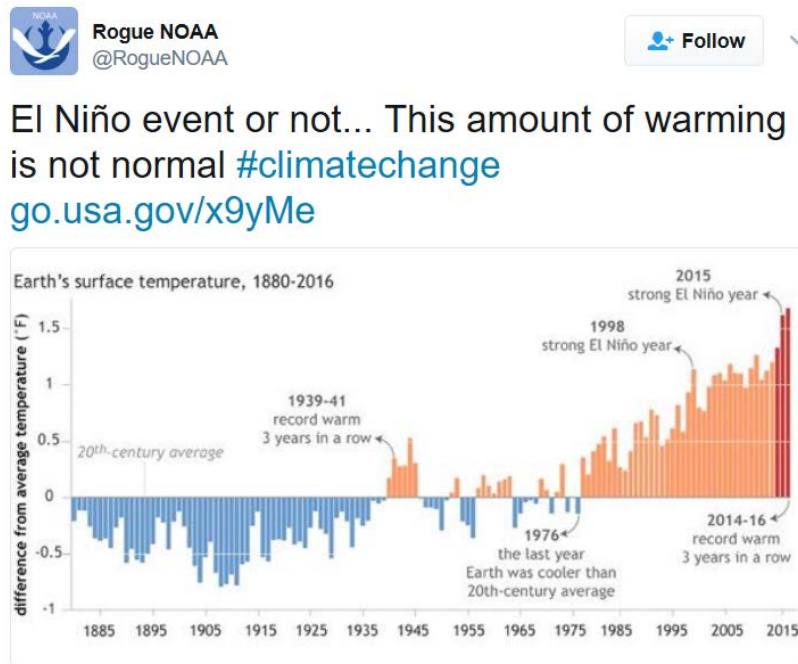 NOAA
Rogue NOAA
@RogueNOAA
Follow
El Niño event or not... This amount of warming
is not normal #climatechange
go.usa.gov/x9yMe
Earth's surface temperature, 1880-2016
difference from average temperature (°F)
1.5
1
0.5
0
-0.5
-1
20th-century average
1939-41
record warm
3 years in a row
1976
the last year
Earth was cooler than
20th-century average
1998
strong El Niño year
2015
strong El Niño year
2014-16
record warm
3 years in a row
1885 1895 1905 1915 1925 1935 1945 1955 1965 1975 1985 1995 2005 2015